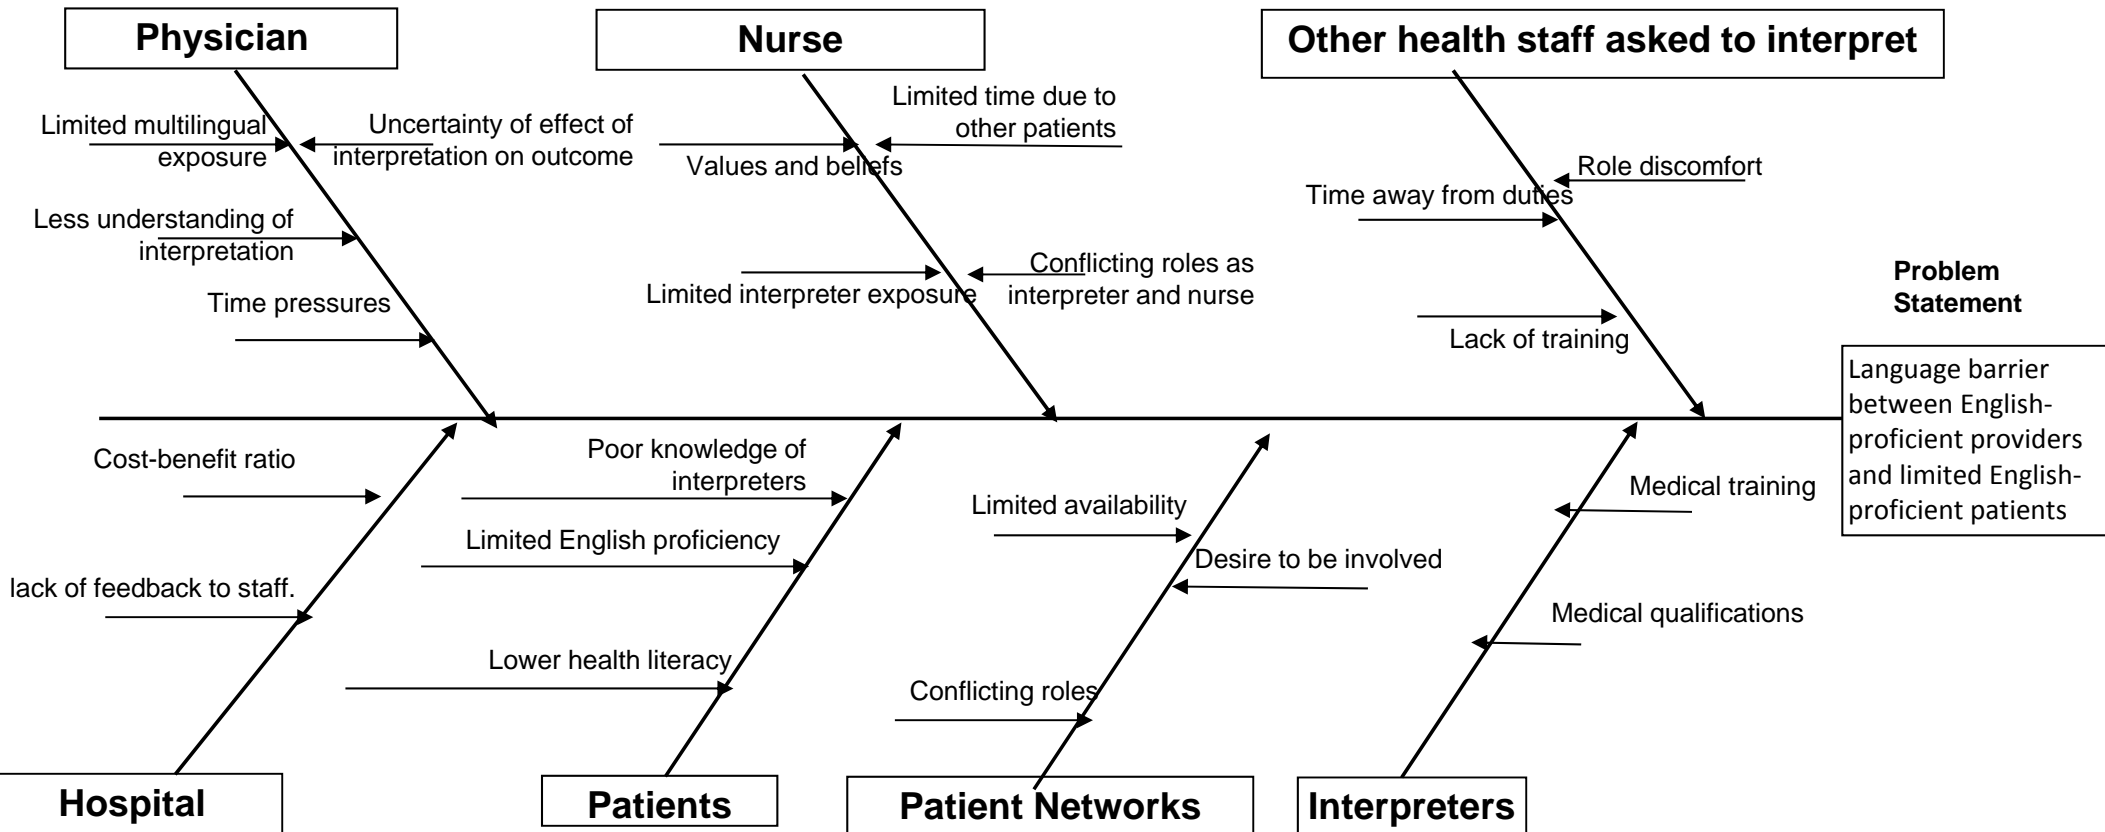 Physician
Nurse
Other health staff asked to interpret
Limited multilingual
exposure
Uncertainty of effect of
interpretation on outcome
Less understanding of
interpretation
Time pressures
Limited time due to
other patients
Values and beliefs
Limited interpreter exposure
Conflicting roles as
interpreter and nurse
Role discomfort
Time away from duties
Lack of training
Problem
Statement
Language barrier
between English-
proficient providers
and limited English-
proficient patients
Cost-benefit ratio
lack of feedback to staff.
Poor knowledge of
interpreters
Limited English proficiency
Lower health literacy
Limited availability
Desire to be involved
Conflicting roles
Medical training
Medical qualifications
Hospital
Patients
Patient Networks
Interpreters